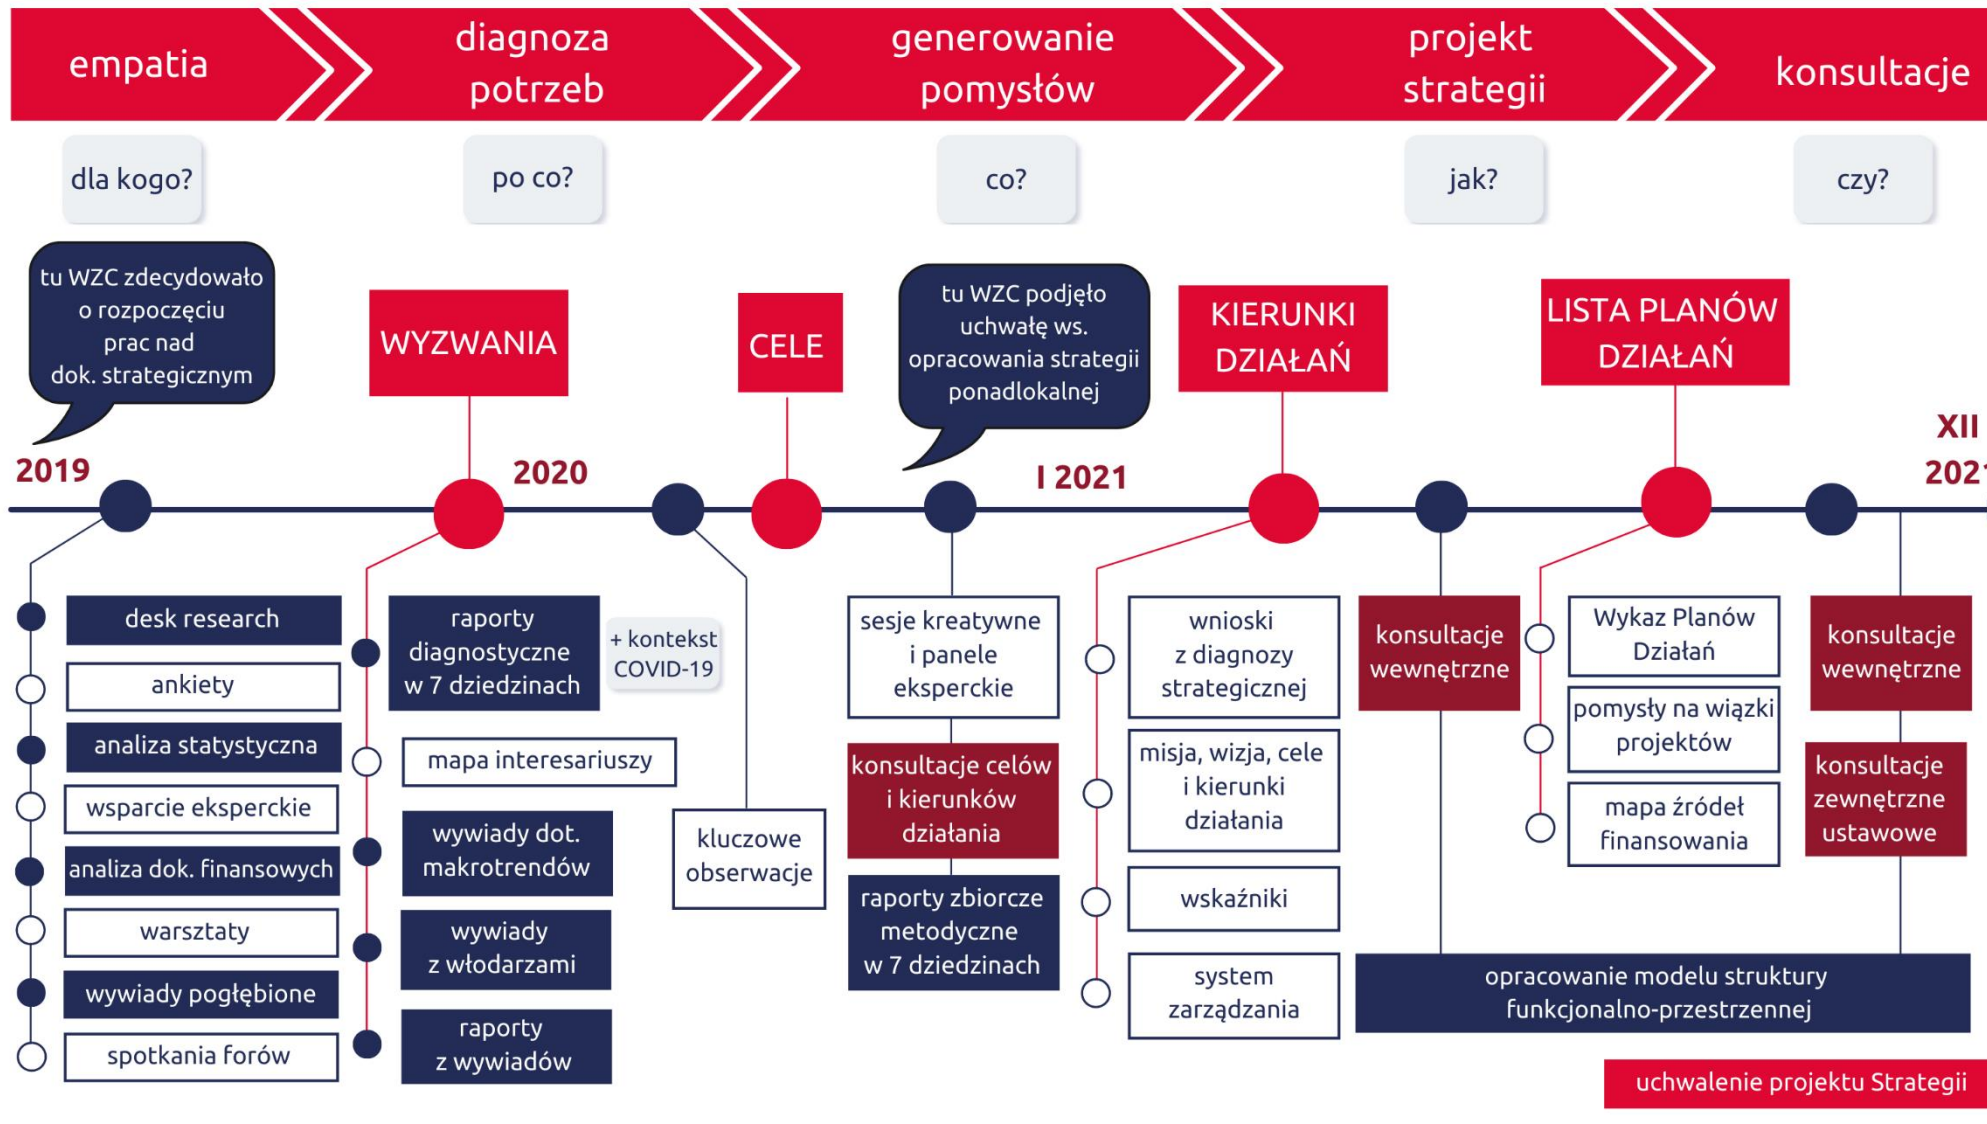 empatia
diagnoza
potrzeb
generowanie
pomysłów
projekt
strategii
konsultacje
dla kogo?
po co?
co?
jak?
czy?
tu WZC zdecydowało
o rozpoczęciu
prac nad
dok. strategicznym
WYZWANIA
CELE
tu WZC podjęło
uchwałę ws.
opracowania strategii
ponadlokalnej
KIERUNKI
DZIAŁAŃ
LISTA PLANÓW
DZIAŁAŃ
2019
2020
I 2021
XII
2021
desk research
ankiety
analiza statystyczna
wsparcie eksperckie
analiza dok. finansowych
warsztaty
wywiady pogłębione
spotkania forów
raporty
diagnostyczne
w 7 dziedzinach
+ kontekst
COVID-19
mapa interesariuszy
wywiady dot.
makrotrendów
wywiady
z włodarzami
raporty
z wywiadów
kluczowe
obserwacje
sesje kreatywne
i panele
eksperckie
konsultacje celów
i kierunków
działania
raporty zbiorcze
metodyczne
w 7 dziedzinach
wnioski
z diagnozy
strategicznej
misja, wizja, cele
i kierunki
działania
wskaźniki
system
zarządzania
konsultacje
wewnętrzne
Wykaz Planów
Działań
pomysły na wiązki
projektów
mapa źródeł
finansowania
konsultacje
wewnętrzne
konsultacje
zewnętrzne
ustawowe
opracowanie modelu struktury
funkcjonalno-przestrzennej
uchwalenie projektu Strategii